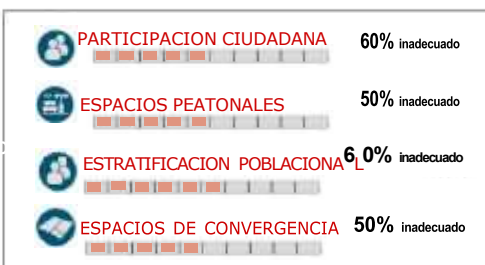 PARTICIPACION CIUDADANA 60% inadecuado
ESPACIOS PEATONALES 50% inadecuado
ESTRATIFICACION POBLACIONA L 6 0% inadecuado
ESPACIOS DE CONVERGENCIA 50% inadecuado